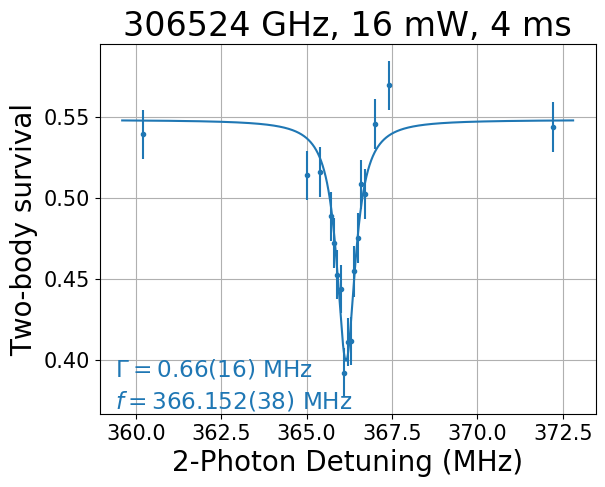 306524 GHz, 16 mW, 4 ms
Two-body survival
0.55
0.50
0.45
0.40
Γ = 0.66(16) MHz
f = 366.152(38) MHz
360.0 362.5 365.0 367.5 370.0 372.5
2-Photon Detuning (MHz)